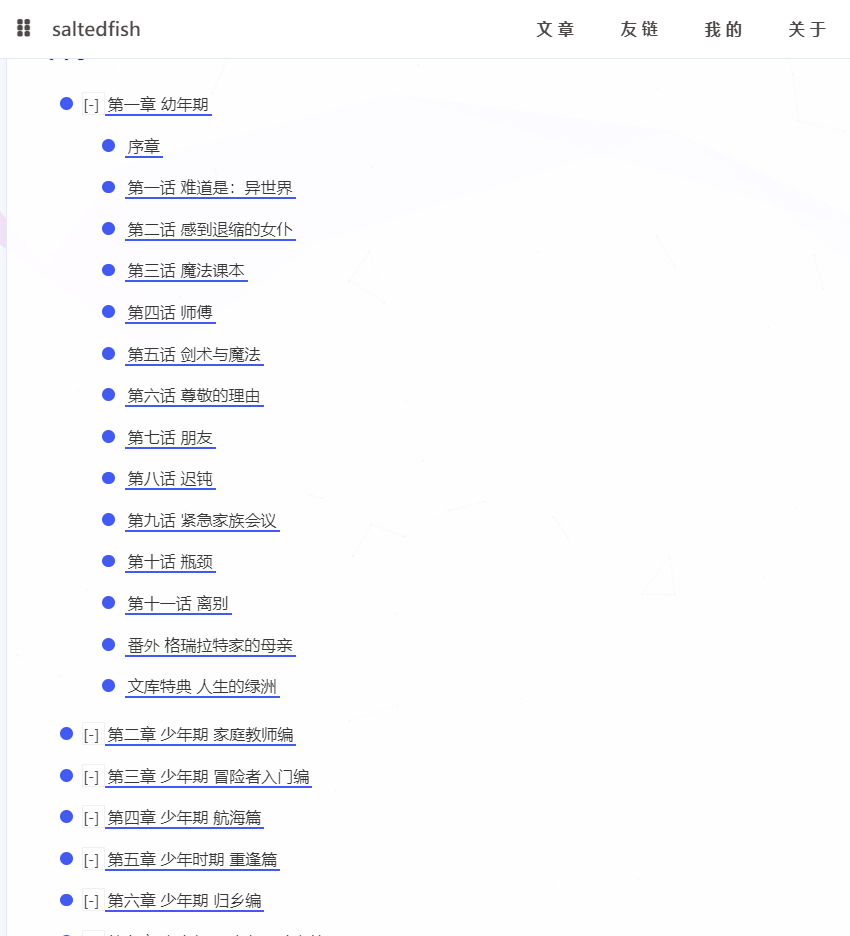 saltedfish 文章 友链 我的 关于
[-] 第一章 幼年期
序章
第一话 难道是：异世界
第二话 感到退缩的女仆
第三话 魔法课本
第四话 师傅
第五话 剑术与魔法
第六话 尊敬的理由
第七话 朋友
第八话 迟钝
第九话 紧急家族会议
第十话 瓶颈
第十一话 离别
番外 格瑞拉特家的母亲
文库特典 人生的绿洲
[-] 第二章 少年期 家庭教师编
[-] 第三章 少年期 冒险者入门编
[-] 第四章 少年期 航海篇
[-] 第五章 少年时期 重逢篇
[-] 第六章 少年期 归乡编